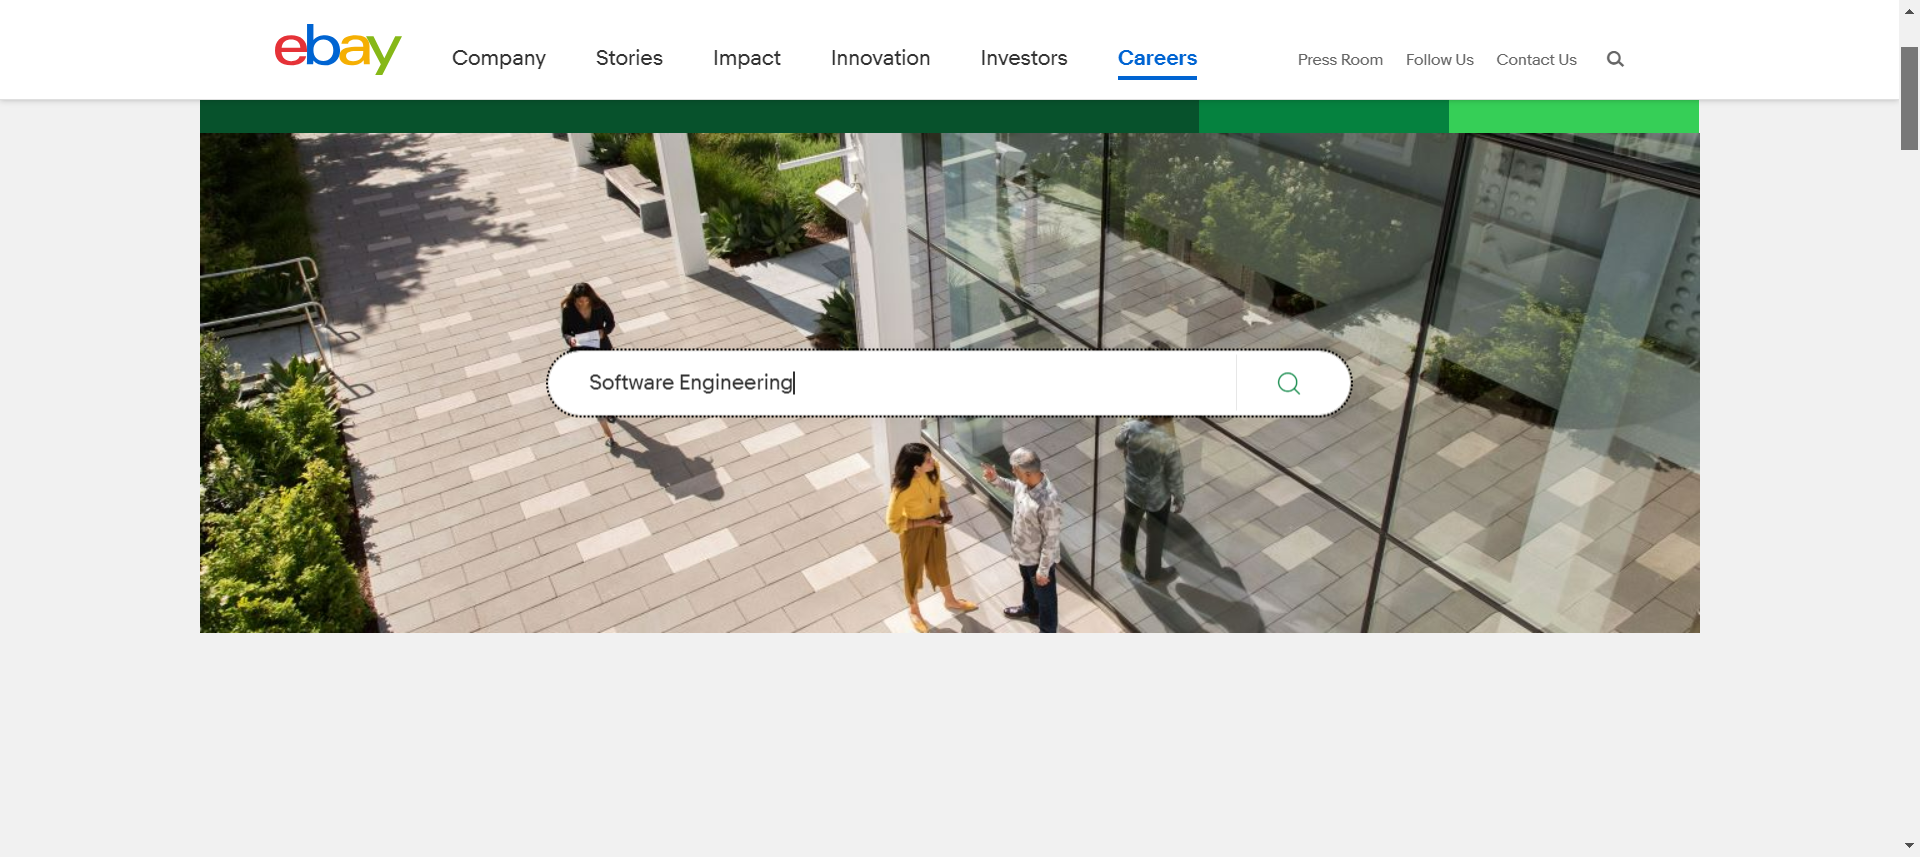 ebay
Company Stories Impact Innovation Investors Careers Press Room Follow Us Contact Us
Software Engineering